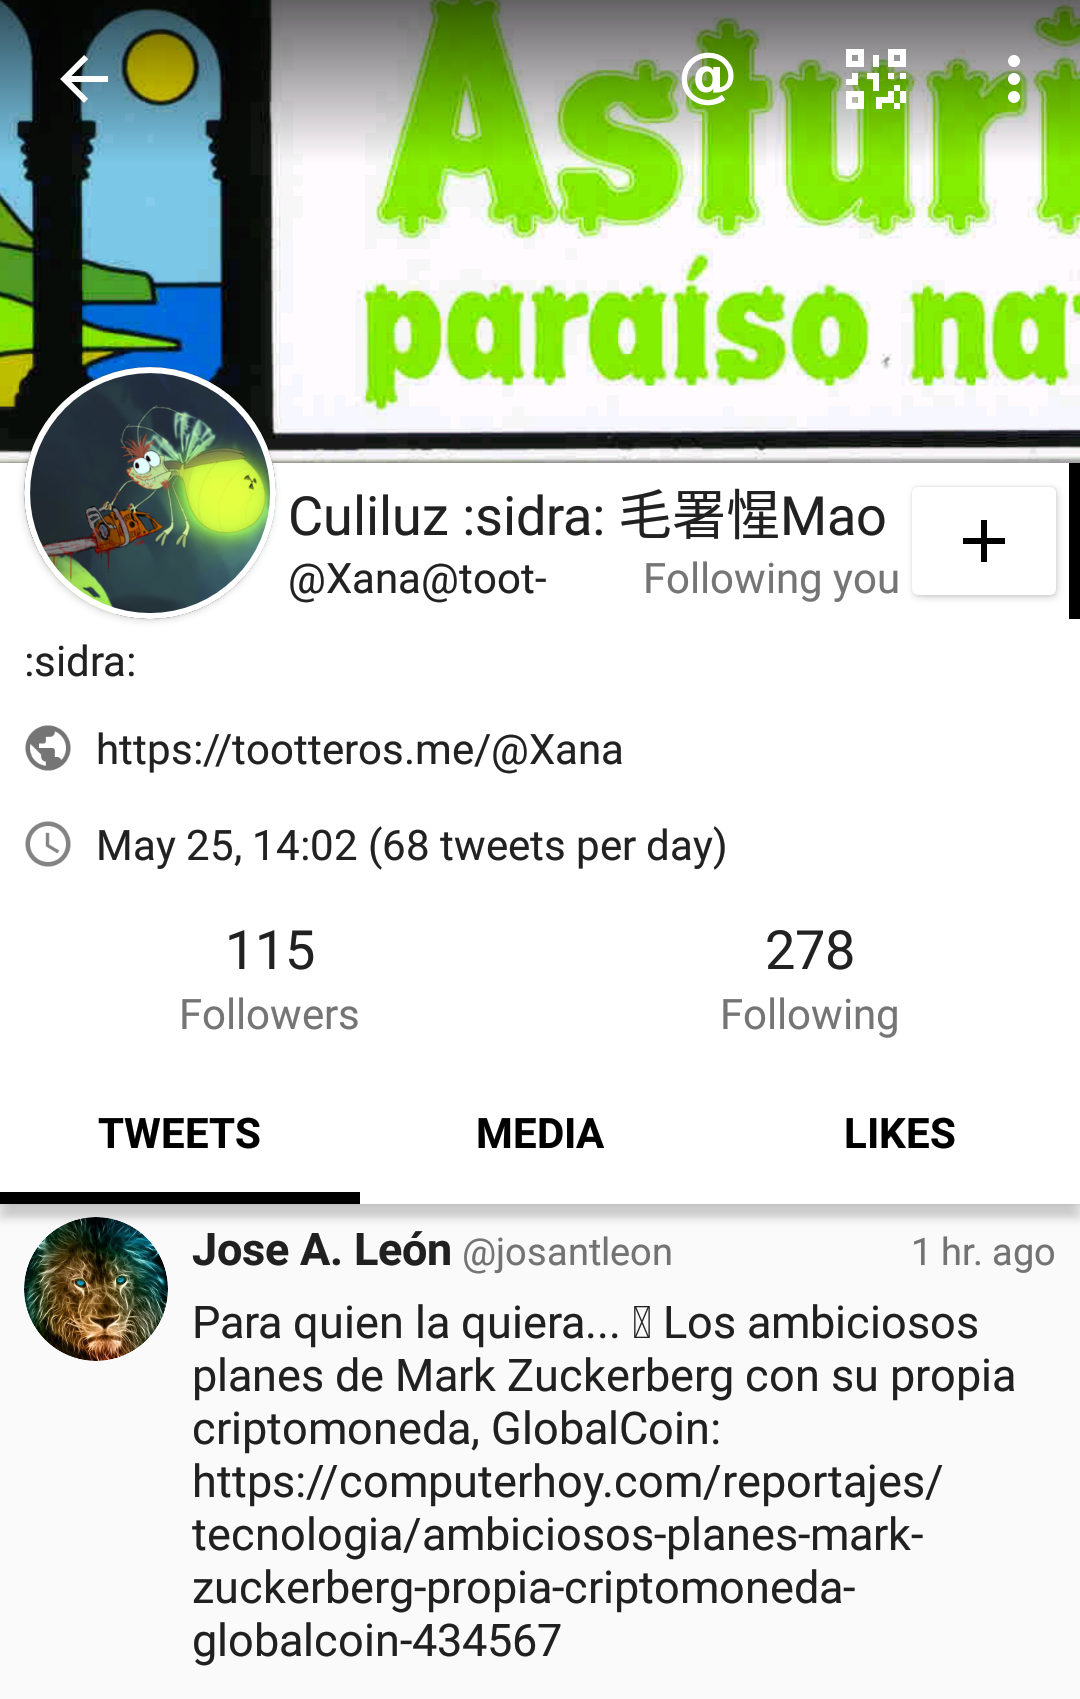 Asturi
paraíso na
Culiluz :sidra: 毛署惺Mao
@Xana@toot-
Following you
:sidra:
https://tootteros.me/@Xana
May 25, 14:02 (68 tweets per day)
115
278
Followers
Following
TWEETS
MEDIA
LIKES
Jose A. León @josantleon
1 hr. ago
Para quien la quiera... Los ambiciosos
planes de Mark Zuckerberg con su propia
criptomoneda, GlobalCoin:
https://computerhoy.com/reportajes/
tecnologia/ambiciosos-planes-mark-
zuckerberg-propia-criptomoneda-
globalcoin-434567